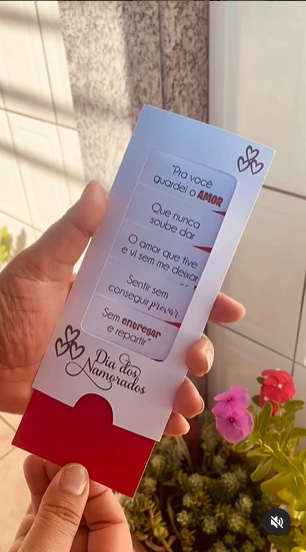 "Pra você
guardei o AMOR
Que nunca
soube dar
O amor que tive
e vi sem me deixar
Sentir sem
conseguir provar
Sem entregar
e repartir"
Dia dos
Namorados